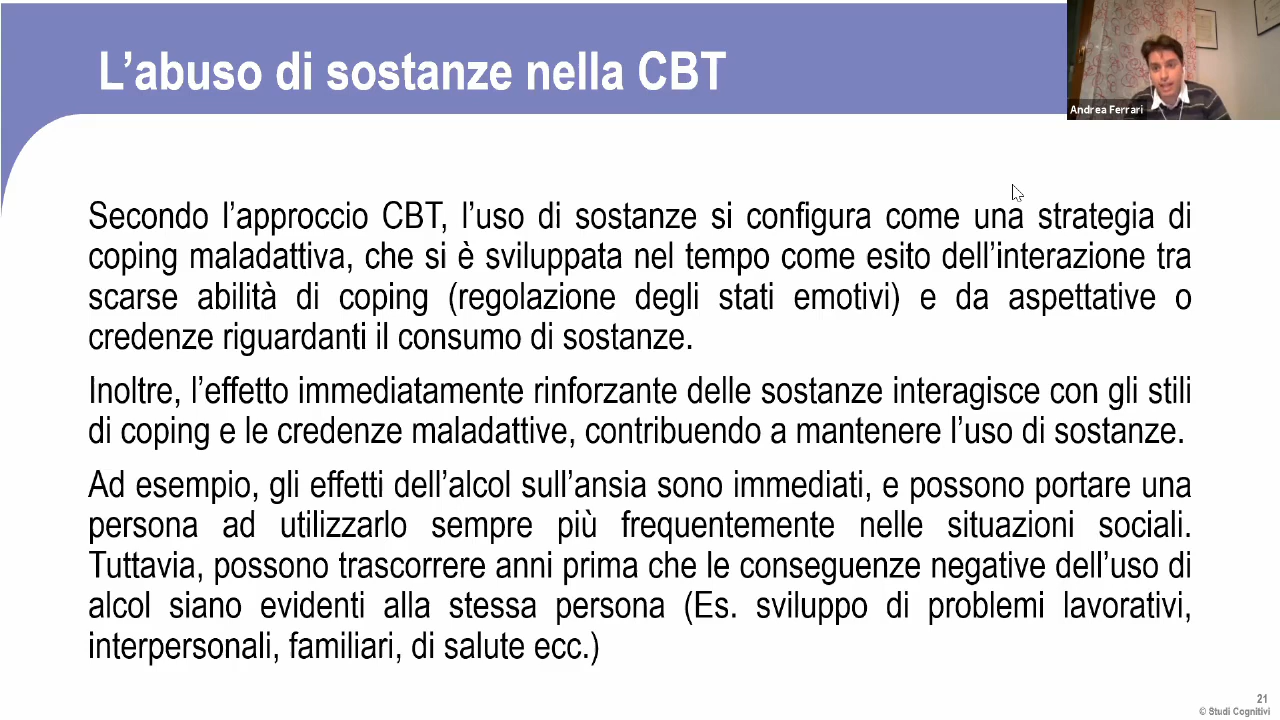 L’abuso di sostanze nella CBT
Andrea Ferrari
Secondo l’approccio CBT, l’uso di sostanze si configura come una strategia di
coping maladattiva, che si è sviluppata nel tempo come esito dell’interazione tra
scarse abilità di coping (regolazione degli stati emotivi) e da aspettative o
credenze riguardanti il consumo di sostanze.
Inoltre, l’effetto immediatamente rinforzante delle sostanze interagisce con gli stili
di coping e le credenze maladattive, contribuendo a mantenere l’uso di sostanze.
Ad esempio, gli effetti dell’alcol sull’ansia sono immediati, e possono portare una
persona ad utilizzarlo sempre più frequentemente nelle situazioni sociali.
Tuttavia, possono trascorrere anni prima che le conseguenze negative dell’uso di
alcol siano evidenti alla stessa persona (Es. sviluppo di problemi lavorativi,
interpersonali, familiari, di salute ecc.)
21
© Studi Cognitivi